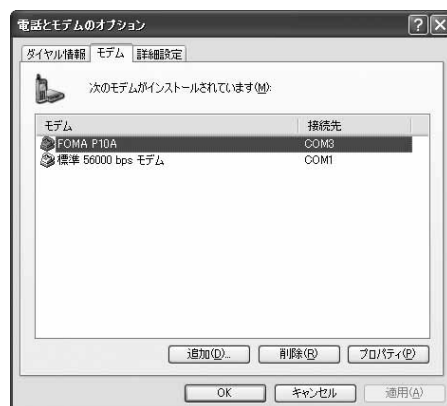 電話とモデムのオプション
ダイヤル情報 モデム 詳細設定
次のモデムがインストールされています(M):
モデム 接続先
FOMA P10A COM3
標準 56000 bps モデム COM1
追加(D)... 削除(R) プロパティ(P)
OK キャンセル 適用(A)